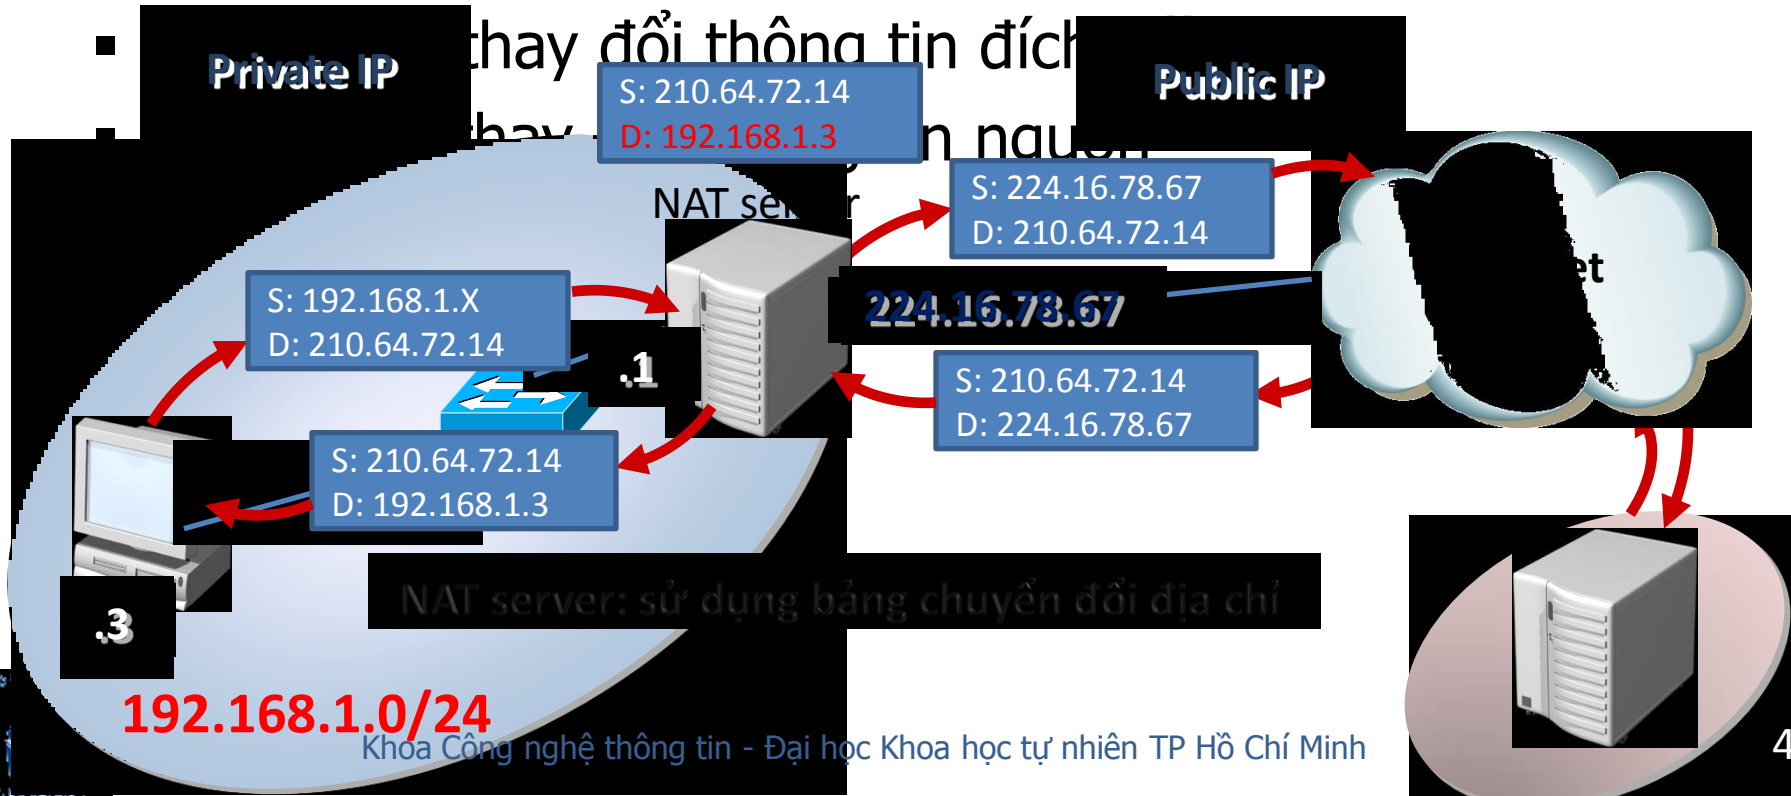 thay đổi thông tin đích
Private IP
Public IP
S: 210.64.72.14
D: 192.168.1.3
thay
n nguồn
NAT server
S: 224.16.78.67
D: 210.64.72.14
S: 192.168.1.X
D: 210.64.72.14
224.16.78.67
.1
S: 210.64.72.14
D: 224.16.78.67
S: 210.64.72.14
D: 192.168.1.3
NAT server: sử dụng bảng chuyển đổi địa chỉ
.3
192.168.1.0/24
Khoa Công nghệ thông tin - Đại học Khoa học tự nhiên TP Hồ Chí Minh
4